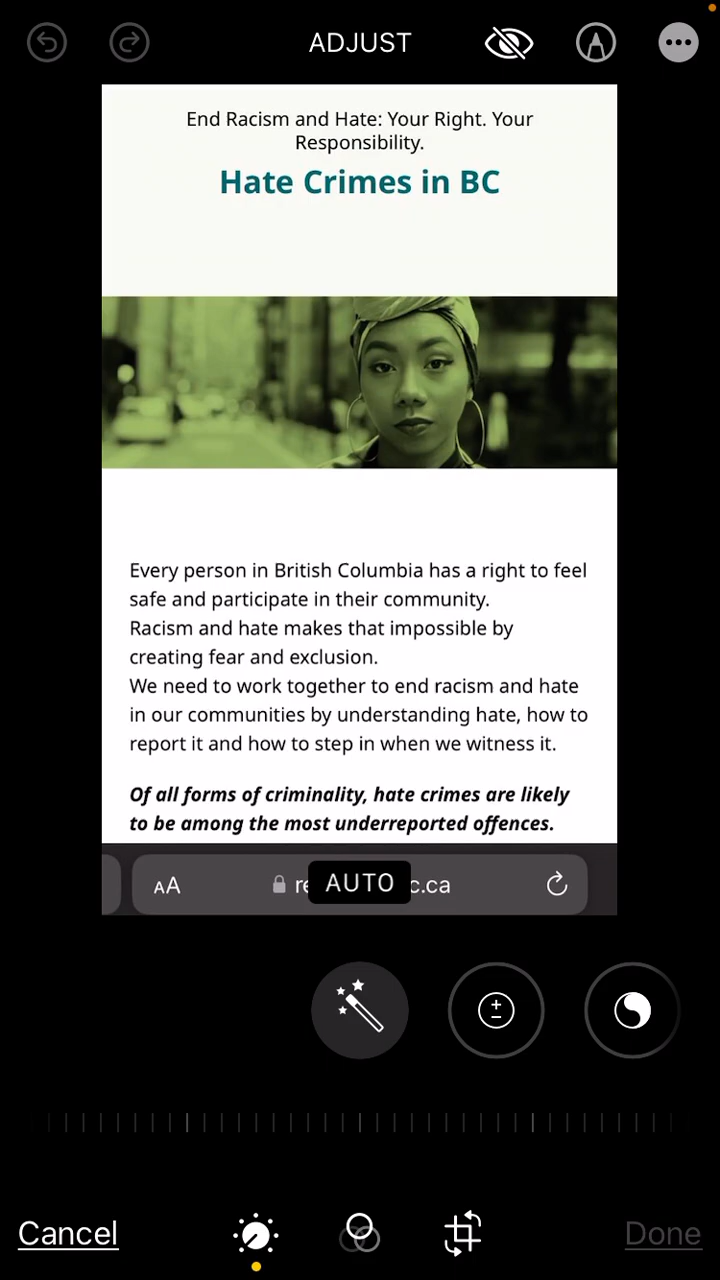 ADJUST
End Racism and Hate: Your Right. Your
Responsibility.
Hate Crimes in BC
Every person in British Columbia has a right to feel
safe and participate in their community.
Racism and hate makes that impossible by
creating fear and exclusion.
We need to work together to end racism and hate
in our communities by understanding hate, how to
report it and how to step in when we witness it.
Of all forms of criminality, hate crimes are likely
to be among the most underreported offences.
AA
AUTO
Cancel
Done